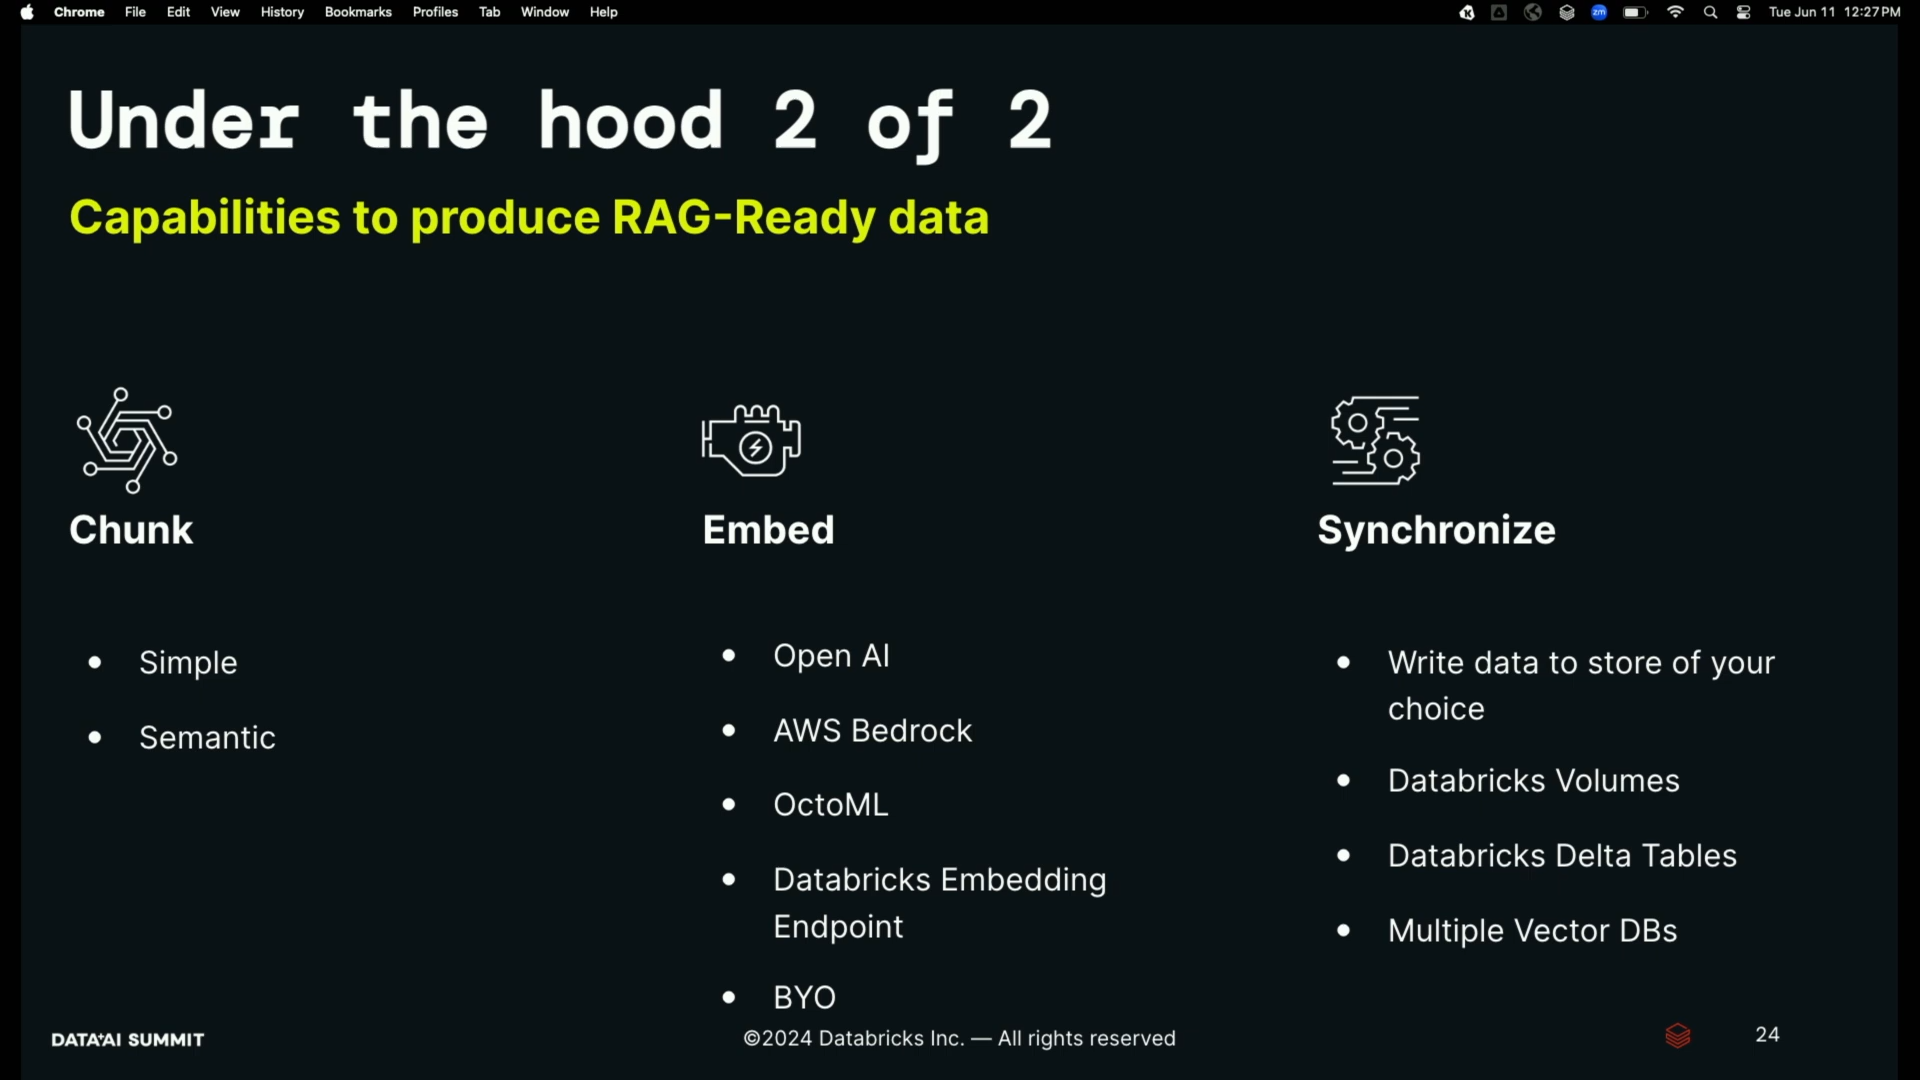 Chrome File Edit View History Bookmarks Profiles Tab Window Help
zm Tue Jun 11 12:27 PM
Under the hood 2 of 2
Capabilities to produce RAG-Ready data
Chunk
Simple
Semantic
Embed
Open AI
AWS Bedrock
OctoML
Databricks Embedding
Endpoint
BYO
Synchronize
Write data to store of your
choice
Databricks Volumes
Databricks Delta Tables
Multiple Vector DBs
DATA+AI SUMMIT
©2024 Databricks Inc. — All rights reserved
24